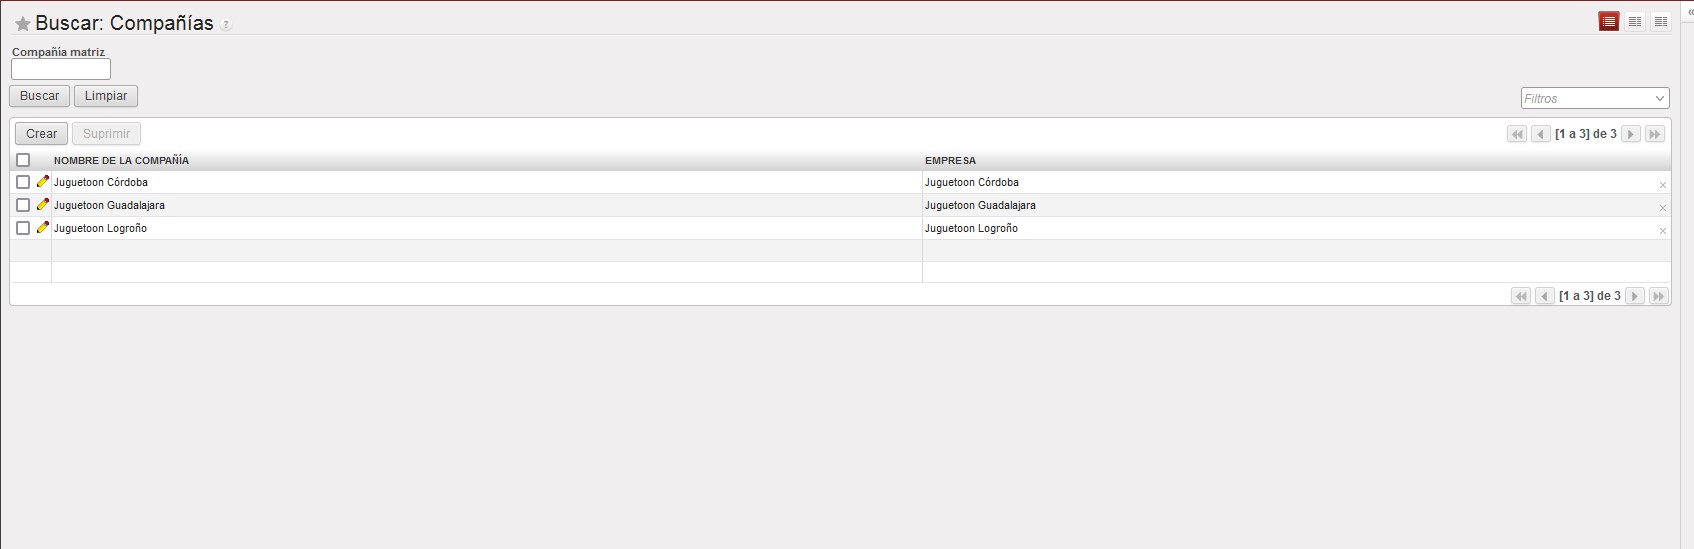 Buscar: Compañías ?
Compañía matriz
Buscar Limpiar
Filtros
Crear Suprimir [1 a 3] de 3
NOMBRE DE LA COMPAÑÍA EMPRESA
Juguetoon Córdoba Juguetoon Córdoba
Juguetoon Guadalajara Juguetoon Guadalajara
Juguetoon Logroño Juguetoon Logroño
[1 a 3] de 3